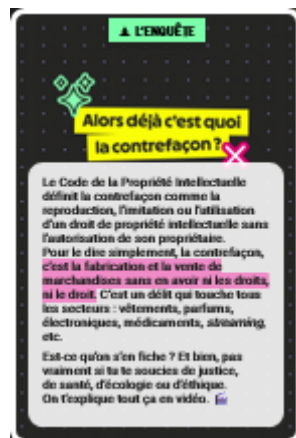 L'ENQUÊTE
Alors déjà c'est quoi
la contrefaçon ?
Le Code de la Propriété Intellectuelle
définit la contrefaçon comme la
reproduction, l'imitation ou l'utilisation
d'un droit de propriété intellectuelle sans
l'autorisation de son propriétaire.
Pour le dire simplement, la contrefaçon,
c'est la fabrication et la vente de
marchandises sans en avoir ni les droits,
ni le droit. C'est un délit qui touche tous
les secteurs : vêtements, parfums,
électroniques, médicaments, streaming,
etc.
Est-ce qu'on s'en fiche ? Et bien, pas
vraiment si tu te soucies de justice,
de santé, d'écologie ou d'éthique.
On t'explique tout ça en vidéo.